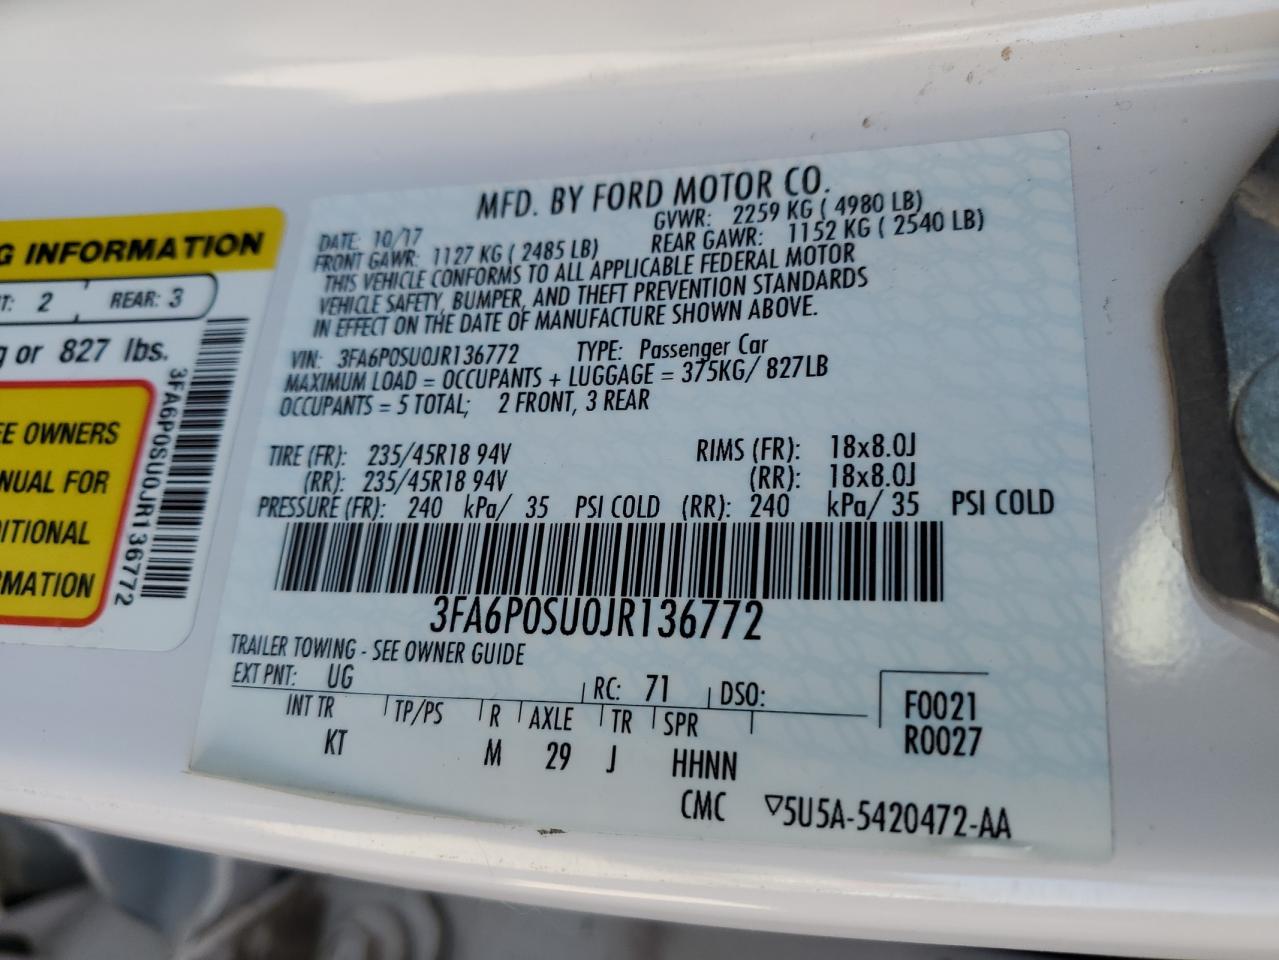 G INFORMATION
T: 2 REAR: 3
g or 827 lbs.
EE OWNERS
NUAL FOR
DITIONAL
RMATION
3FA6P0SU0JR136772
MFD. BY FORD MOTOR CO.
DATE: 10/17 GVWR: 2259 KG ( 4980 LB)
FRONT GAWR: 1127 KG ( 2485 LB) REAR GAWR: 1152 KG ( 2540 LB)
THIS VEHICLE CONFORMS TO ALL APPLICABLE FEDERAL MOTOR
VEHICLE SAFETY, BUMPER, AND THEFT PREVENTION STANDARDS
IN EFFECT ON THE DATE OF MANUFACTURE SHOWN ABOVE.
VIN: 3FA6P0SU0JR136772 TYPE: Passenger Car
MAXIMUM LOAD = OCCUPANTS + LUGGAGE = 375KG/ 827LB
OCCUPANTS = 5 TOTAL; 2 FRONT, 3 REAR
TIRE (FR): 235/45R18 94V RIMS (FR): 18x8.0J
(RR): 235/45R18 94V (RR): 18x8.0J
PRESSURE (FR): 240 kPa/ 35 PSI COLD (RR): 240 kPa/ 35 PSI COLD
3FA6P0SU0JR136772
TRAILER TOWING - SEE OWNER GUIDE
EXT PNT: UG RC: 71 DSO:
INT TR TP/PS R AXLE TR SPR F0021
KT M 29 J HHNN R0027
CMC ▽5U5A-5420472-AA